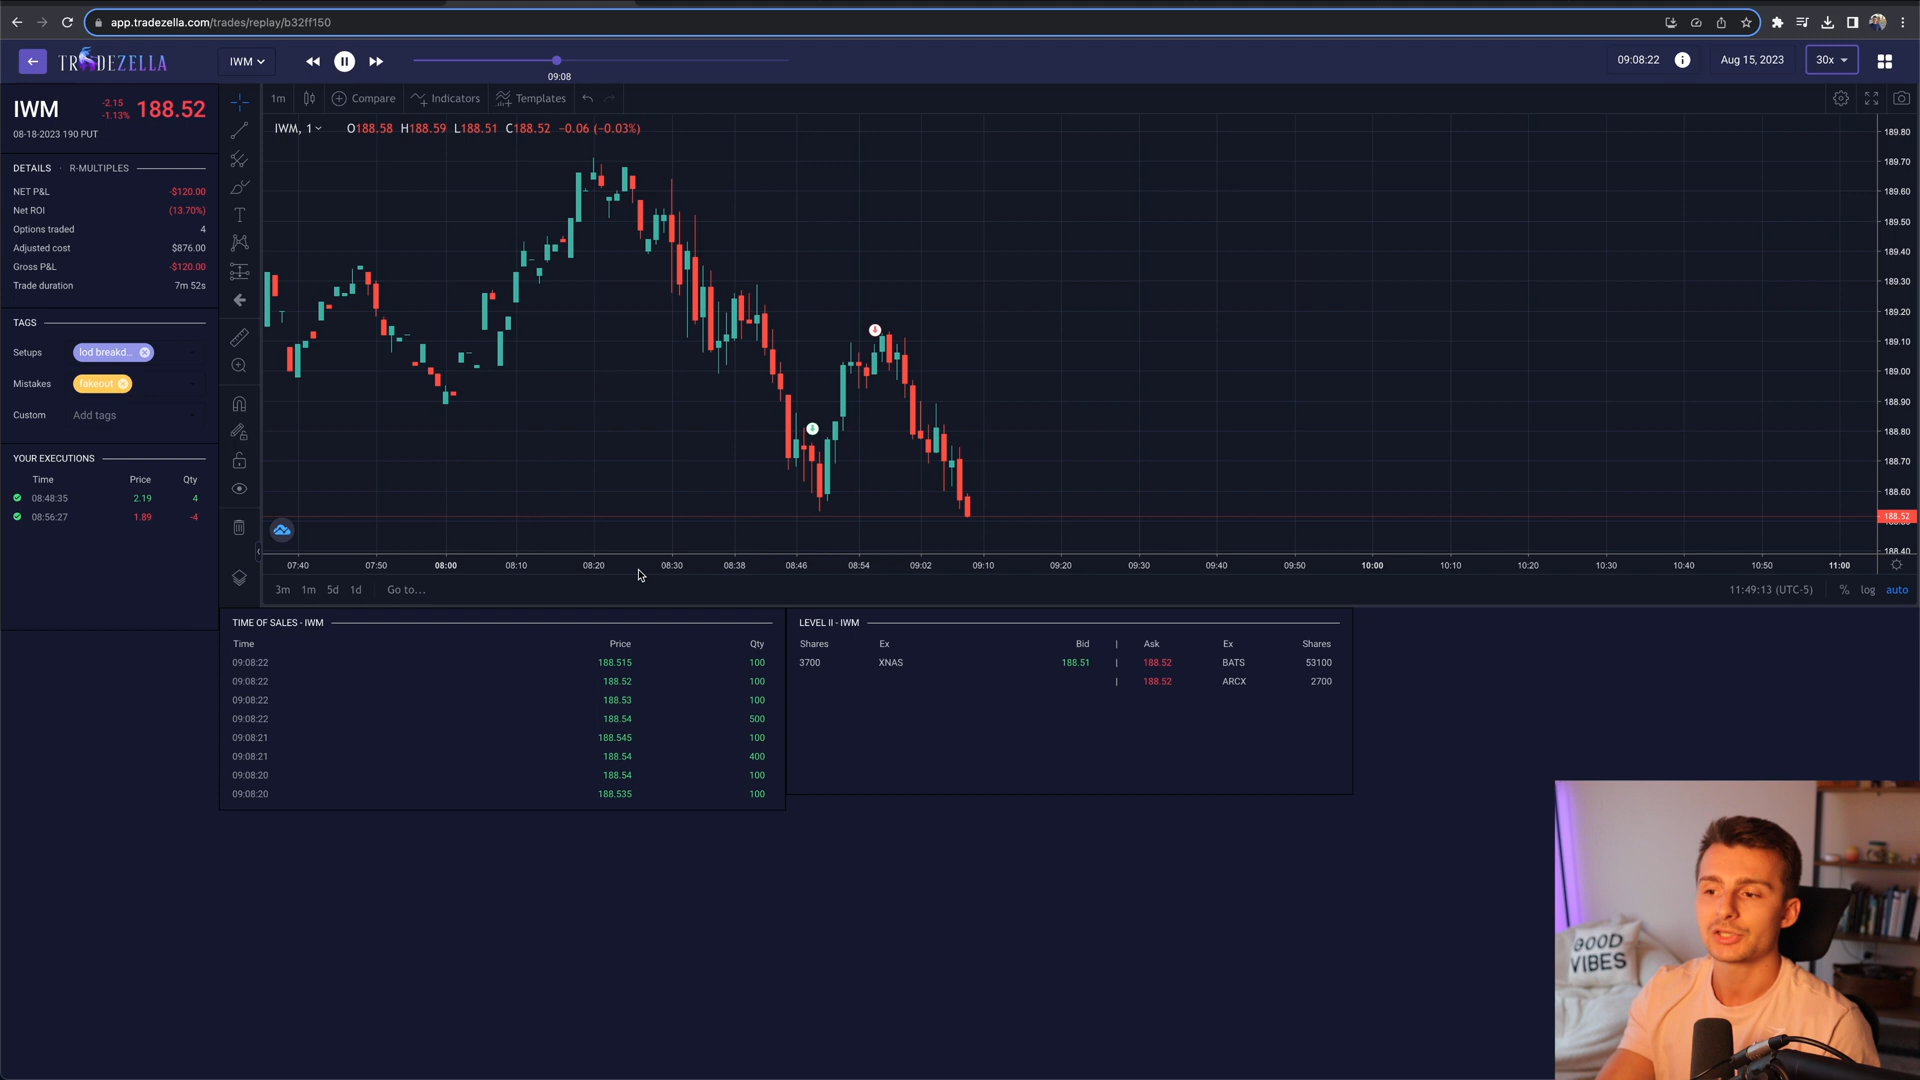 app.tradezella.com/trades/replay/b32ff150
TRADEZELLA
IWM
09:08
09:08:22
Aug 15, 2023
30x
IWM
-2.15
-1.13%
188.52
08-18-2023 190 PUT
1m
Compare
Indicators
Templates
IWM, 1
O188.58 H188.59 L188.51 C188.52 −0.06 (−0.03%)
DETAILS · R-MULTIPLES
NET P&L -$120.00
Net ROI (13.70%)
Options traded 4
Adjusted cost $876.00
Gross P&L -$120.00
Trade duration 7m 52s
TAGS
Setups lod breakd...
Mistakes fakeout
Custom Add tags
YOUR EXECUTIONS
Time Price Qty
08:48:35 2.19 4
08:56:27 1.89 -4
189.80
189.70
189.60
189.50
189.40
189.30
189.20
189.10
189.00
188.90
188.80
188.70
188.60
188.52
188.40
07:40 07:50 08:00 08:10 08:20 08:30 08:38 08:46 08:54 09:02 09:10 09:20 09:30 09:40 09:50 10:00 10:10 10:20 10:30 10:40 10:50 11:00
3m 1m 5d 1d Go to...
11:49:13 (UTC-5) % log auto
TIME OF SALES - IWM
Time Price Qty
09:08:22 188.515 100
09:08:22 188.52 100
09:08:22 188.53 100
09:08:22 188.54 500
09:08:21 188.545 100
09:08:21 188.54 400
09:08:20 188.54 100
09:08:20 188.535 100
LEVEL II - IWM
Shares Ex Bid | Ask Ex Shares
3700 XNAS 188.51 | 188.52 BATS 53100
| 188.52 ARCX 2700
GOOD
VIBES